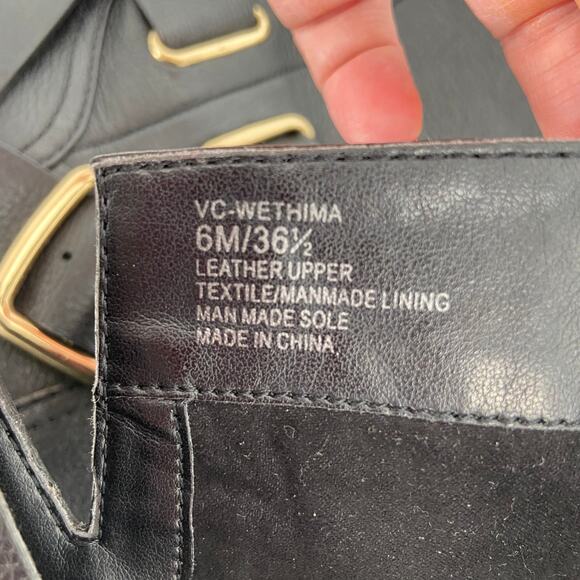 VC-WETHIMA
6M/36½
LEATHER UPPER
TEXTILE/MANMADE LINING
MAN MADE SOLE
MADE IN CHINA